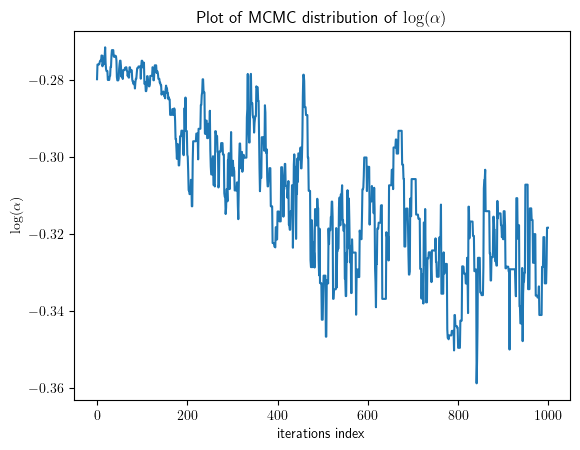 Plot of MCMC distribution of log(α)
log(α)
−0.28
−0.30
−0.32
−0.34
−0.36
0 200 400 600 800 1000
iterations index